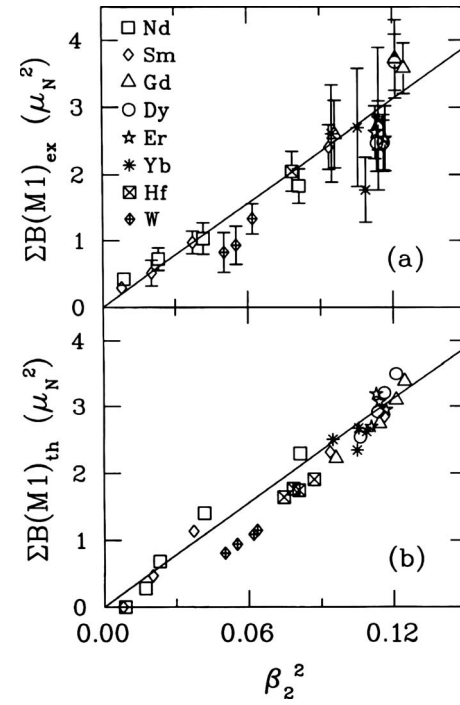 4
3
2
1
0
ΣB(M1)ex (μN²)
Nd
Sm
Gd
Dy
Er
Yb
Hf
W
(a)
4
3
2
1
0
ΣB(M1)th (μN²)
(b)
0.00 0.06 0.12
β₂²